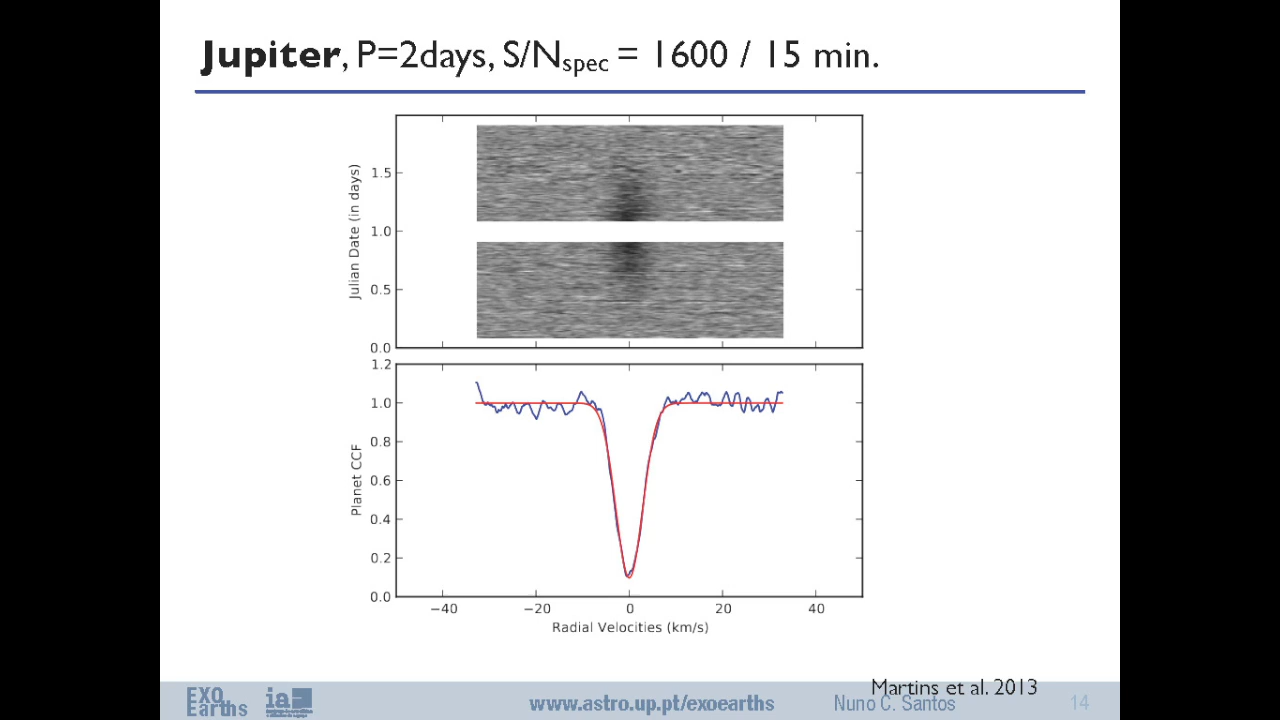 Jupiter, P=2days, S/Nspec = 1600 / 15 min.
Julian Date (in days)
1.5
1.0
0.5
0.0
Planet CCF
1.2
1.0
0.8
0.6
0.4
0.2
0.0
−40 −20 0 20 40
Radial Velocities (km/s)
Martins et al. 2013
EXO
Earths
ia
www.astro.up.pt/exoearths
Nuno C. Santos
14